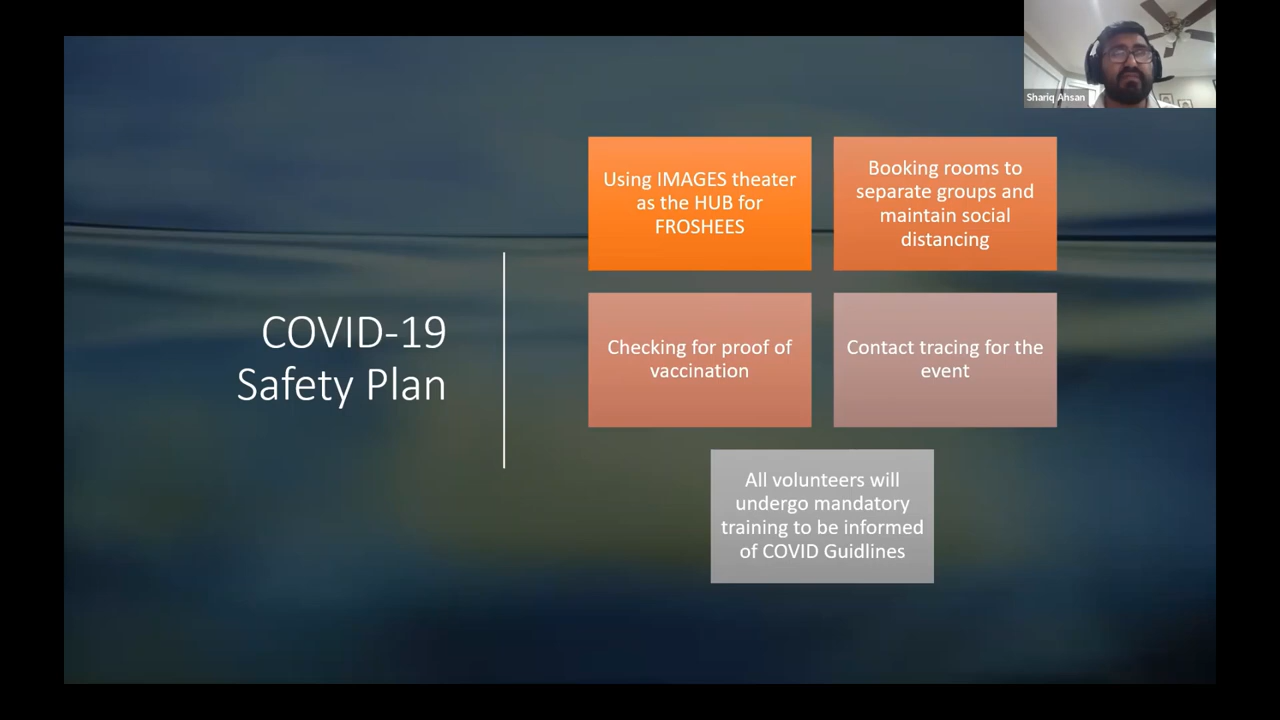 Shariq Ahsan
COVID-19
Safety Plan
Using IMAGES theater
as the HUB for
FROSHEES
Booking rooms to
separate groups and
maintain social
distancing
Checking for proof of
vaccination
Contact tracing for the
event
All volunteers will
undergo mandatory
training to be informed
of COVID Guidlines